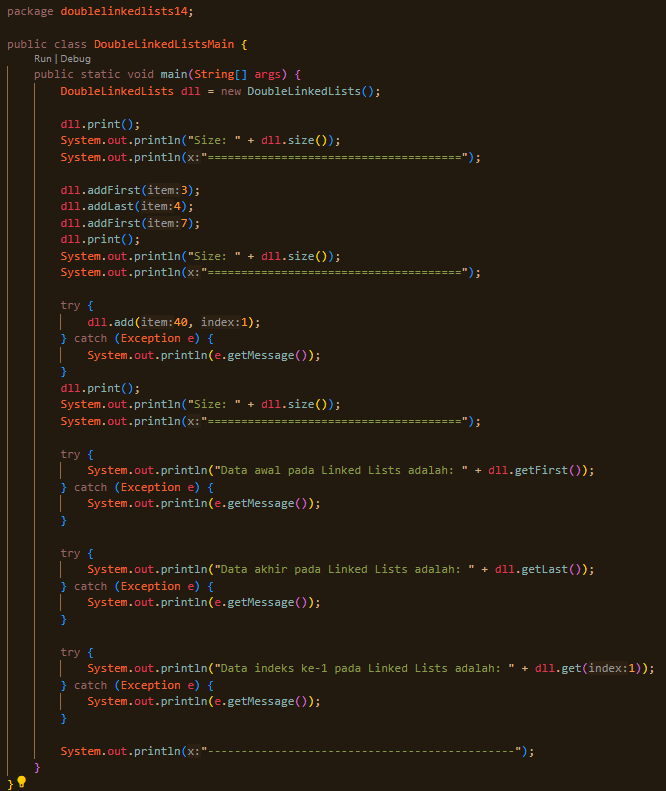 package doublelinkedlists14;
public class DoubleLinkedListsMain {
Run | Debug
public static void main(String[] args) {
DoubleLinkedLists dll = new DoubleLinkedLists();
dll.print();
System.out.println("Size: " + dll.size());
System.out.println(x:"======================================");
dll.addFirst(item:3);
dll.addLast(item:4);
dll.addFirst(item:7);
dll.print();
System.out.println("Size: " + dll.size());
System.out.println(x:"======================================");
try {
dll.add(item:40, index:1);
} catch (Exception e) {
System.out.println(e.getMessage());
}
dll.print();
System.out.println("Size: " + dll.size());
System.out.println(x:"======================================");
try {
System.out.println("Data awal pada Linked Lists adalah: " + dll.getFirst());
} catch (Exception e) {
System.out.println(e.getMessage());
}
try {
System.out.println("Data akhir pada Linked Lists adalah: " + dll.getLast());
} catch (Exception e) {
System.out.println(e.getMessage());
}
try {
System.out.println("Data indeks ke-1 pada Linked Lists adalah: " + dll.get(index:1));
} catch (Exception e) {
System.out.println(e.getMessage());
}
System.out.println(x:"----------------------------------------------");
}
}